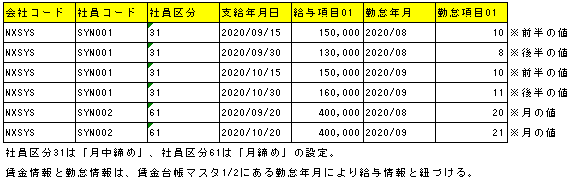 会社コード 社員コード 社員区分 支給年月日 給与項目01 勤怠年月 勤怠項目01
NXSYS SYN001 31 2020/09/15 150,000 2020/08 10 ※前半の値
NXSYS SYN001 31 2020/09/30 130,000 2020/08 8 ※後半の値
NXSYS SYN001 31 2020/10/15 150,000 2020/09 10 ※前半の値
NXSYS SYN001 31 2020/10/30 160,000 2020/09 11 ※後半の値
NXSYS SYN002 61 2020/09/20 400,000 2020/08 20 ※月の値
NXSYS SYN002 61 2020/10/20 400,000 2020/09 21 ※月の値
社員区分31は「月中締め」、社員区分61は「月締め」の設定。
賃金情報と勤怠情報は、賃金台帳マスタ1/2にある勤怠年月により給与情報と紐づける。